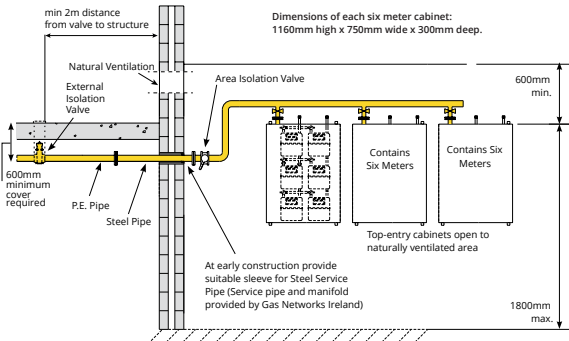 min 2m distance
from valve to structure
Dimensions of each six meter cabinet:
1160mm high x 750mm wide x 300mm deep.
Natural Ventilation
External
Isolation
Valve
Area Isolation Valve
600mm
min.
600mm
minimum
cover
required
P.E. Pipe
Steel Pipe
Contains
Six Meters
Contains Six
Meters
Top-entry cabinets open to
naturally ventilated area
At early construction provide
suitable sleeve for Steel Service
Pipe (Service pipe and manifold
provided by Gas Networks Ireland)
1800mm
max.